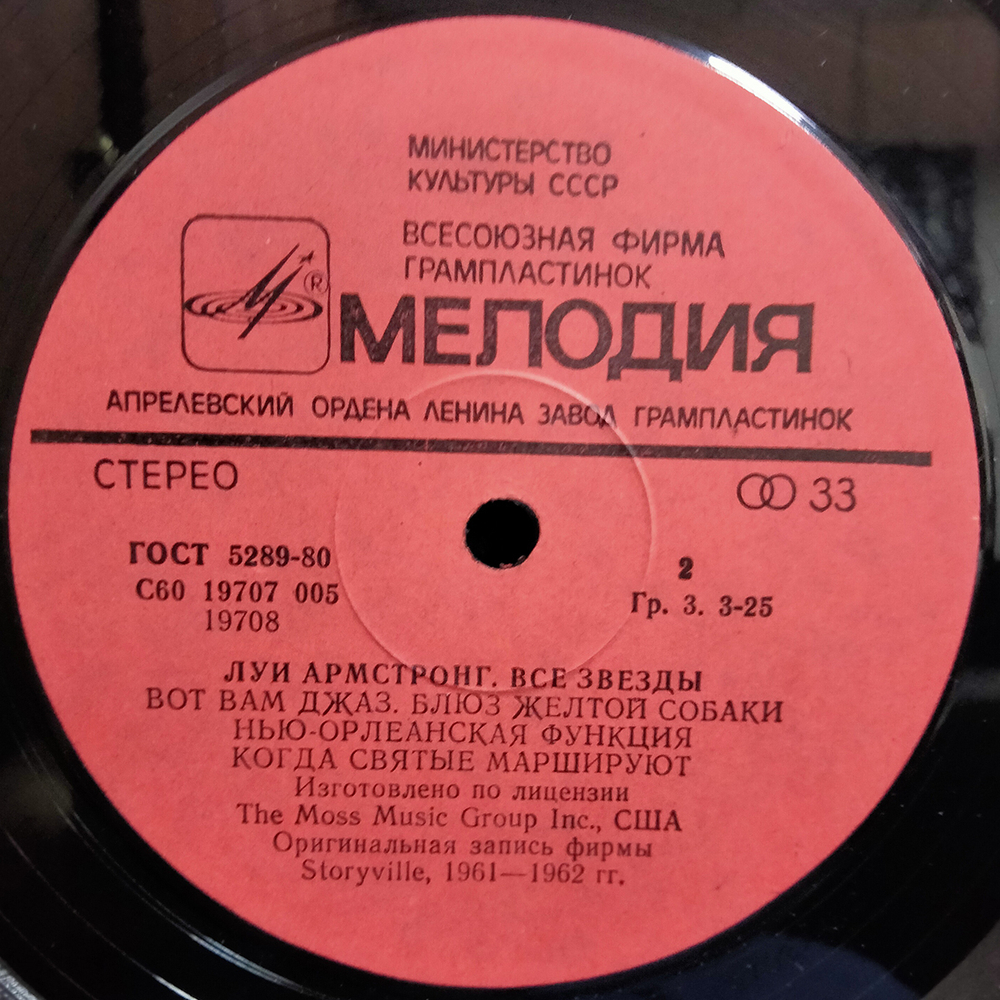 МИНИСТЕРСТВО
КУЛЬТУРЫ СССР
ВСЕСОЮЗНАЯ ФИРМА
ГРАМПЛАСТИНОК
®
МЕЛОДИЯ
АПРЕЛЕВСКИЙ ОРДЕНА ЛЕНИНА ЗАВОД ГРАМПЛАСТИНОК
СТЕРЕО
33
ГОСТ 5289-80
2
С60 19707 005
Гр. 3. 3-25
19708
ЛУИ АРМСТРОНГ. ВСЕ ЗВЕЗДЫ
ВОТ ВАМ ДЖАЗ. БЛЮЗ ЖЕЛТОЙ СОБАКИ
НЬЮ-ОРЛЕАНСКАЯ ФУНКЦИЯ
КОГДА СВЯТЫЕ МАРШИРУЮТ
Изготовлено по лицензии
The Moss Music Group Inc., США
Оригинальная запись фирмы
Storyville, 1961—1962 гг.